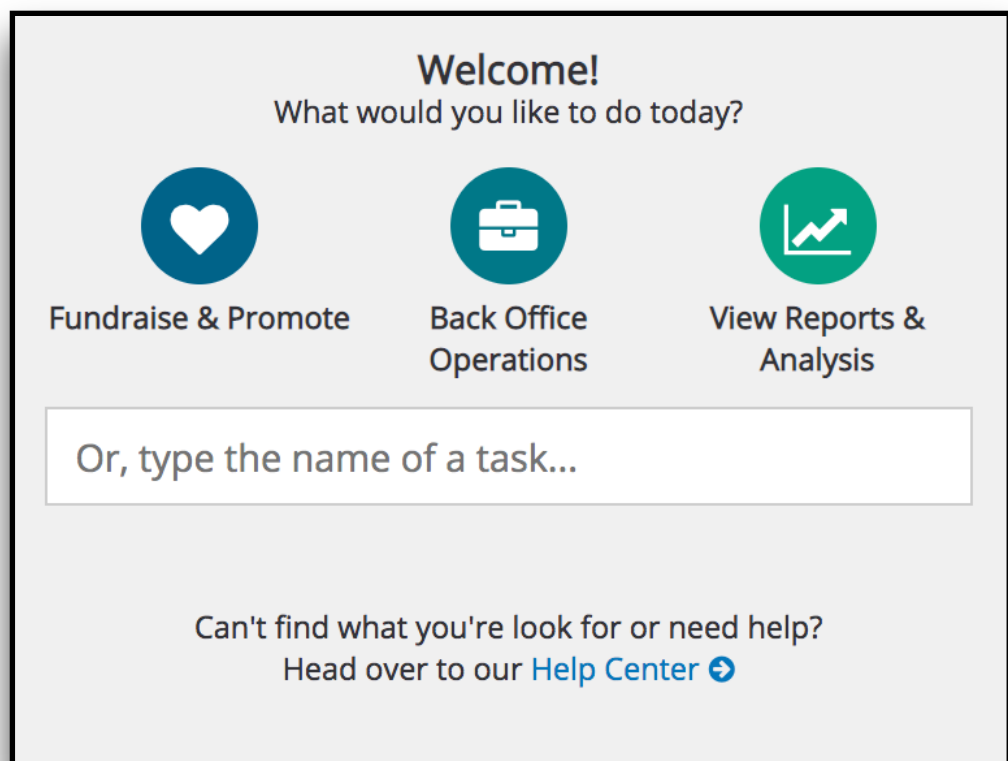 Welcome!
What would you like to do today?
Fundraise & Promote
Back Office
Operations
View Reports &
Analysis
Or, type the name of a task...
Can't find what you're look for or need help?
Head over to our Help Center